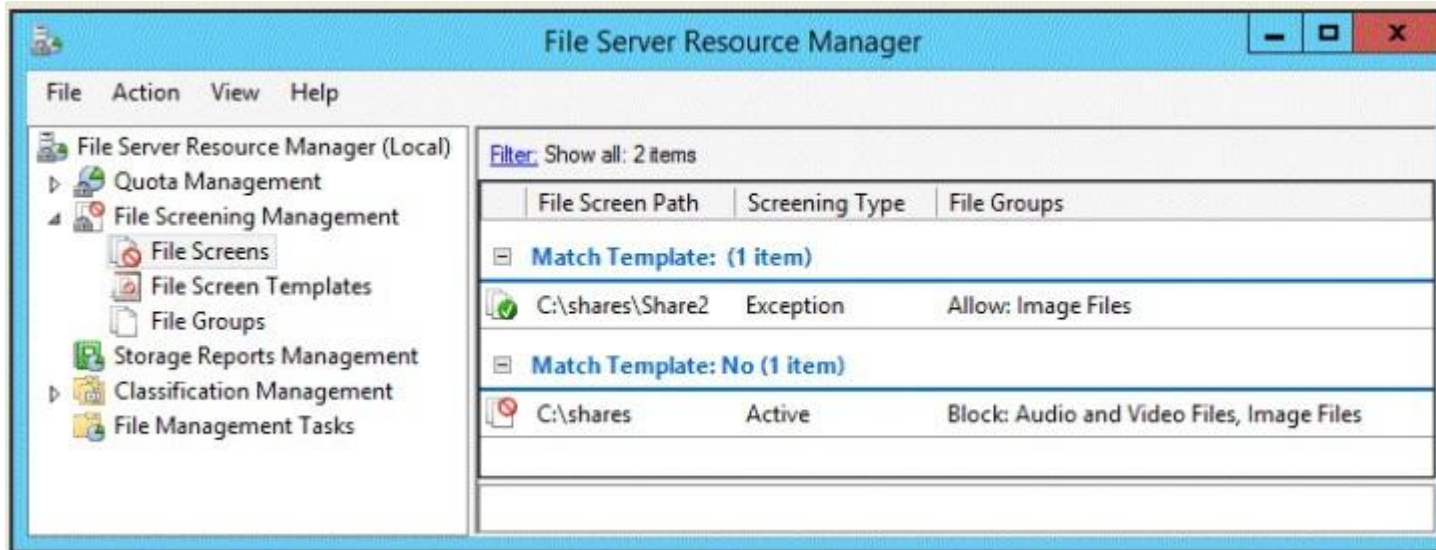 File Server Resource Manager
File Action View Help
File Server Resource Manager (Local)
Quota Management
File Screening Management
File Screens
File Screen Templates
File Groups
Storage Reports Management
Classification Management
File Management Tasks
Filter: Show all: 2 items
File Screen Path Screening Type File Groups
Match Template: (1 item)
C:\shares\Share2 Exception Allow: Image Files
Match Template: No (1 item)
C:\shares Active Block: Audio and Video Files, Image Files